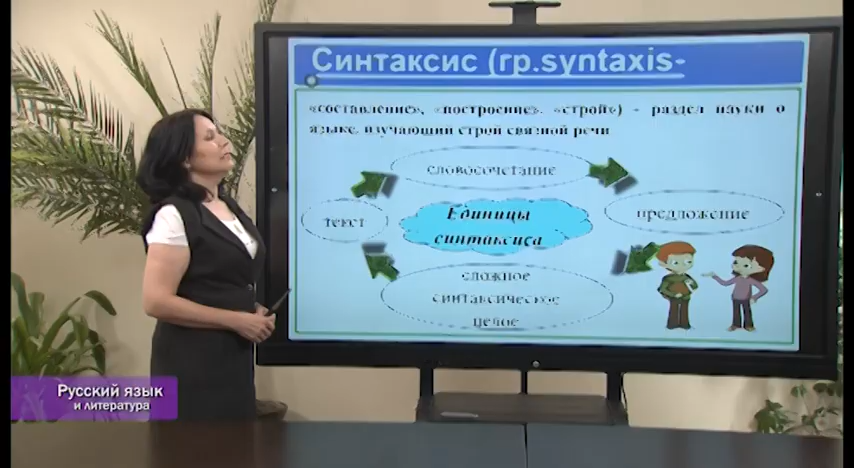 Синтаксис (гр.syntaxis-
«составление», «построение», «строй») - раздел науки о
языке, изучающий строй связной речи
словосочетание
текст
Единицы
синтаксиса
предложение
сложное
синтаксическое
целое
Русский язык
и литература